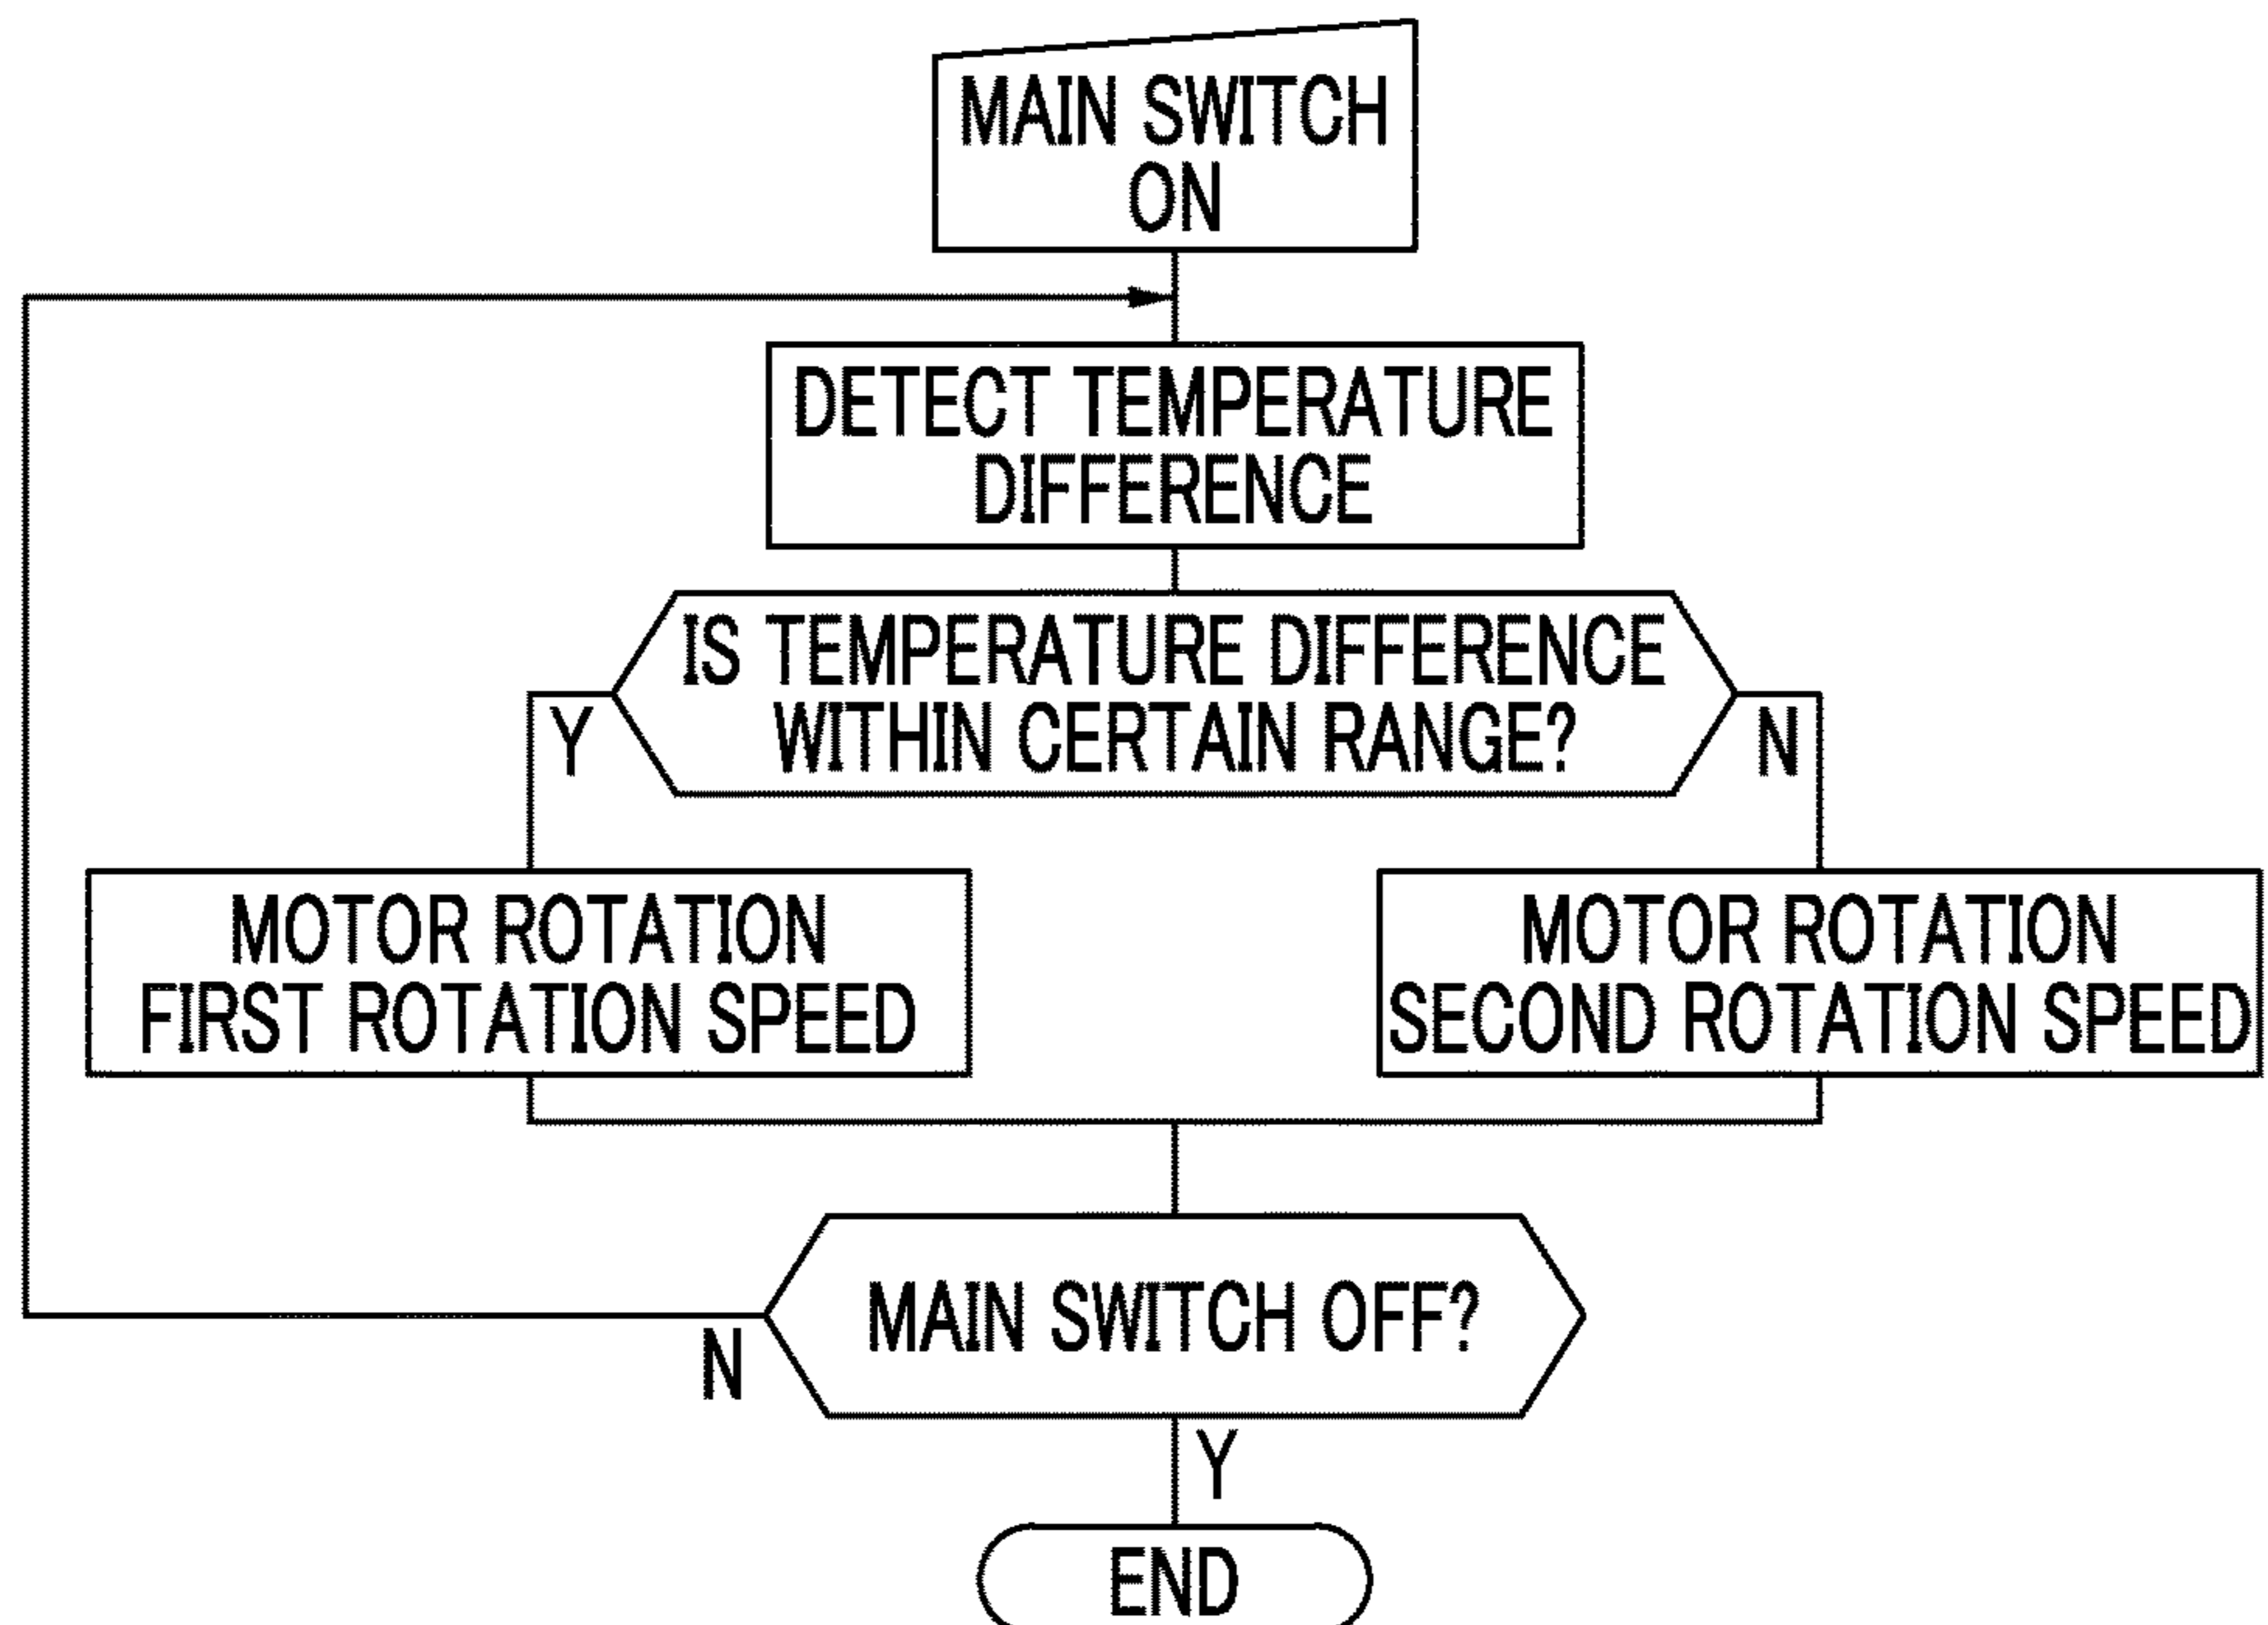 MAIN SWITCH
ON
DETECT TEMPERATURE
DIFFERENCE
IS TEMPERATURE DIFFERENCE
WITHIN CERTAIN RANGE?
Y
N
MOTOR ROTATION
FIRST ROTATION SPEED
MOTOR ROTATION
SECOND ROTATION SPEED
MAIN SWITCH OFF?
N
Y
END